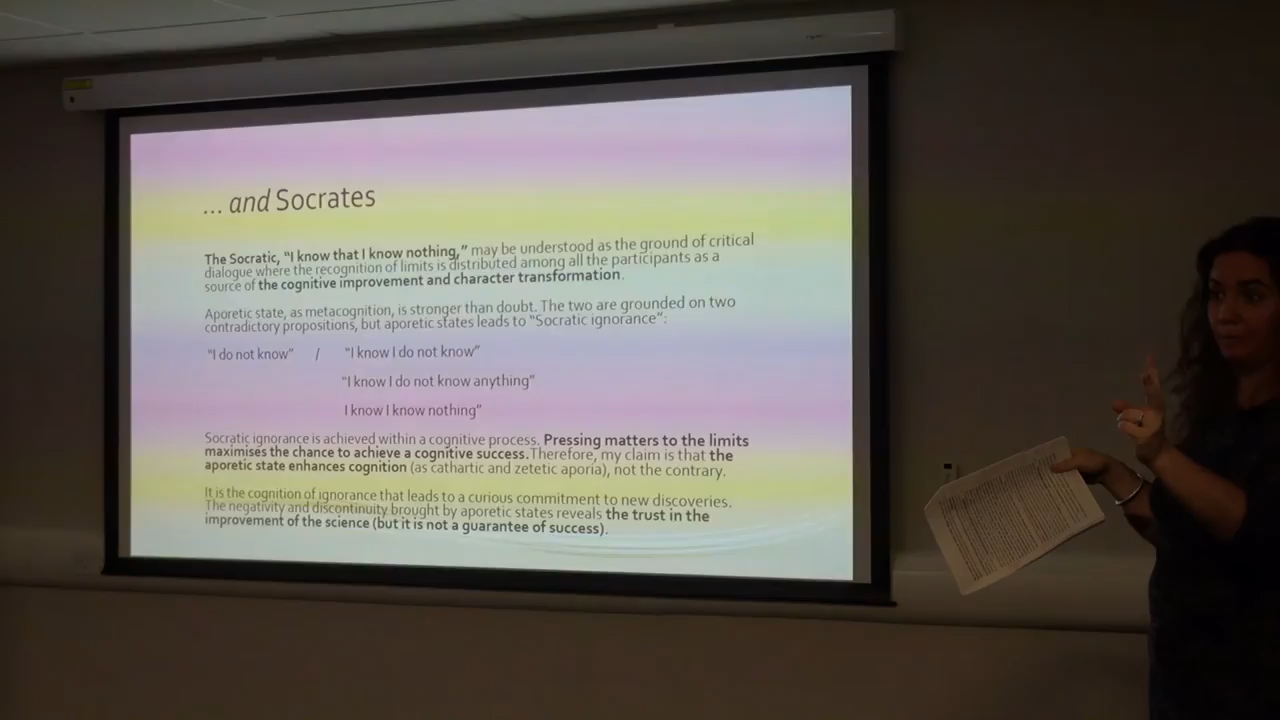 ... and Socrates
The Socratic, “I know that I know nothing,” may be understood as the ground of critical
dialogue where the recognition of limits is distributed among all the participants as a
source of the cognitive improvement and character transformation.
Aporetic state, as metacognition, is stronger than doubt. The two are grounded on two
contradictory propositions, but aporetic states leads to “Socratic ignorance”:
“I do not know” / “I know I do not know”
“I know I do not know anything”
I know I know nothing”
Socratic ignorance is achieved within a cognitive process. Pressing matters to the limits
maximises the chance to achieve a cognitive success.Therefore, my claim is that the
aporetic state enhances cognition (as cathartic and zetetic aporia), not the contrary.
It is the cognition of ignorance that leads to a curious commitment to new discoveries.
The negativity and discontinuity brought by aporetic states reveals the trust in the
improvement of the science (but it is not a guarantee of success).